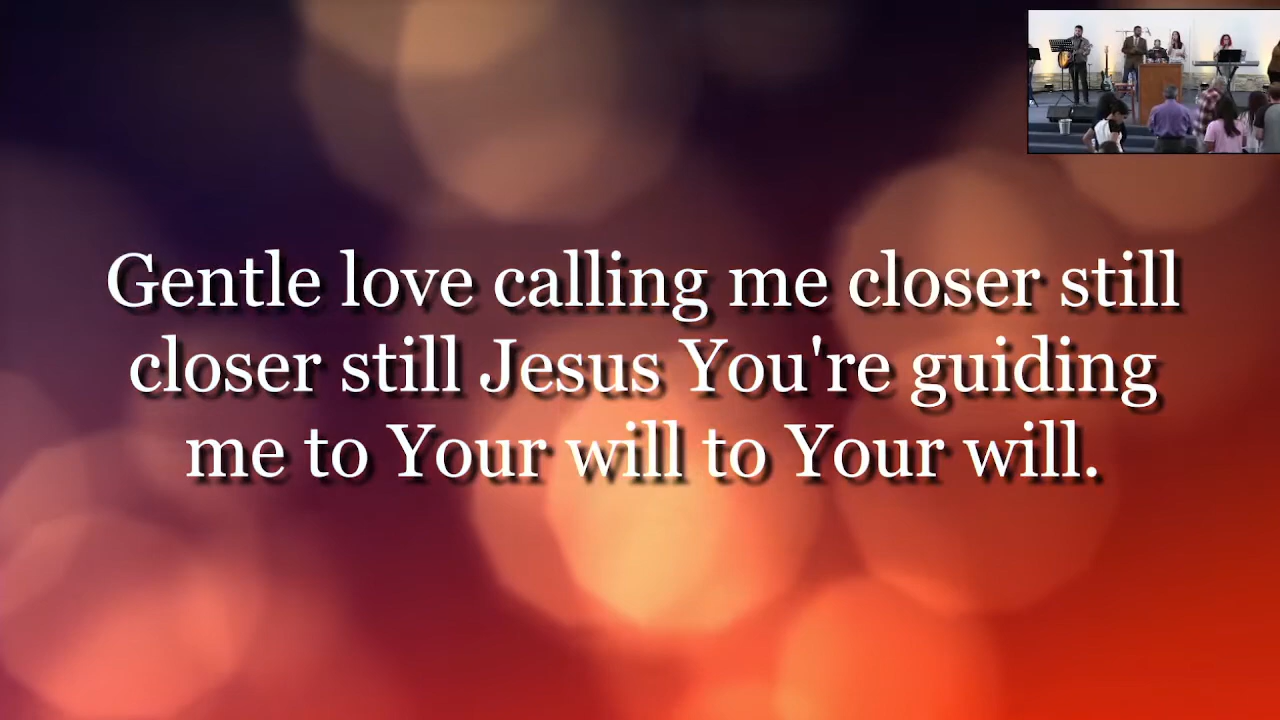 Gentle love calling me closer still
closer still Jesus You're guiding
me to Your will to Your will.